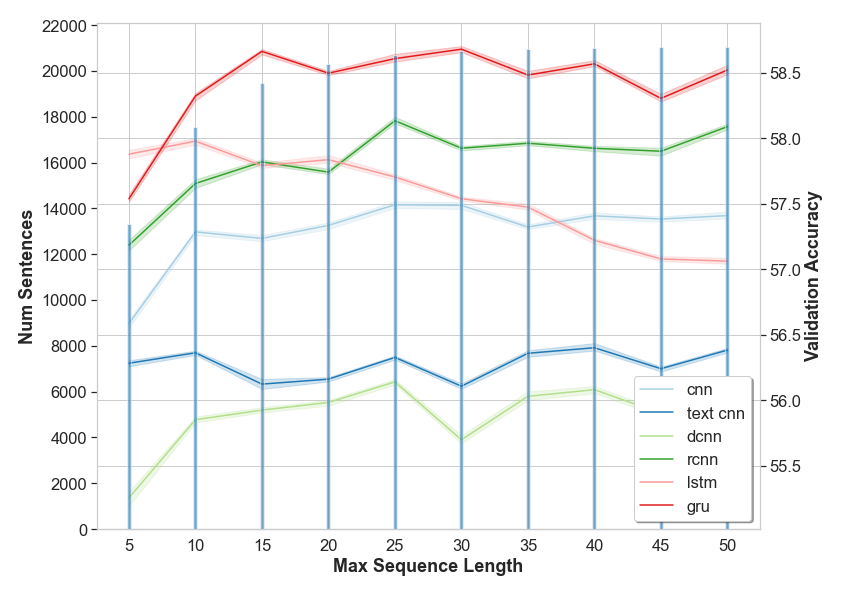 22000
20000
18000
16000
14000
12000
10000
8000
6000
4000
2000
0
Num Sentences
58.5
58.0
57.5
57.0
56.5
56.0
55.5
Validation Accuracy
cnn
text cnn
dcnn
rcnn
lstm
gru
5 10 15 20 25 30 35 40 45 50
Max Sequence Length